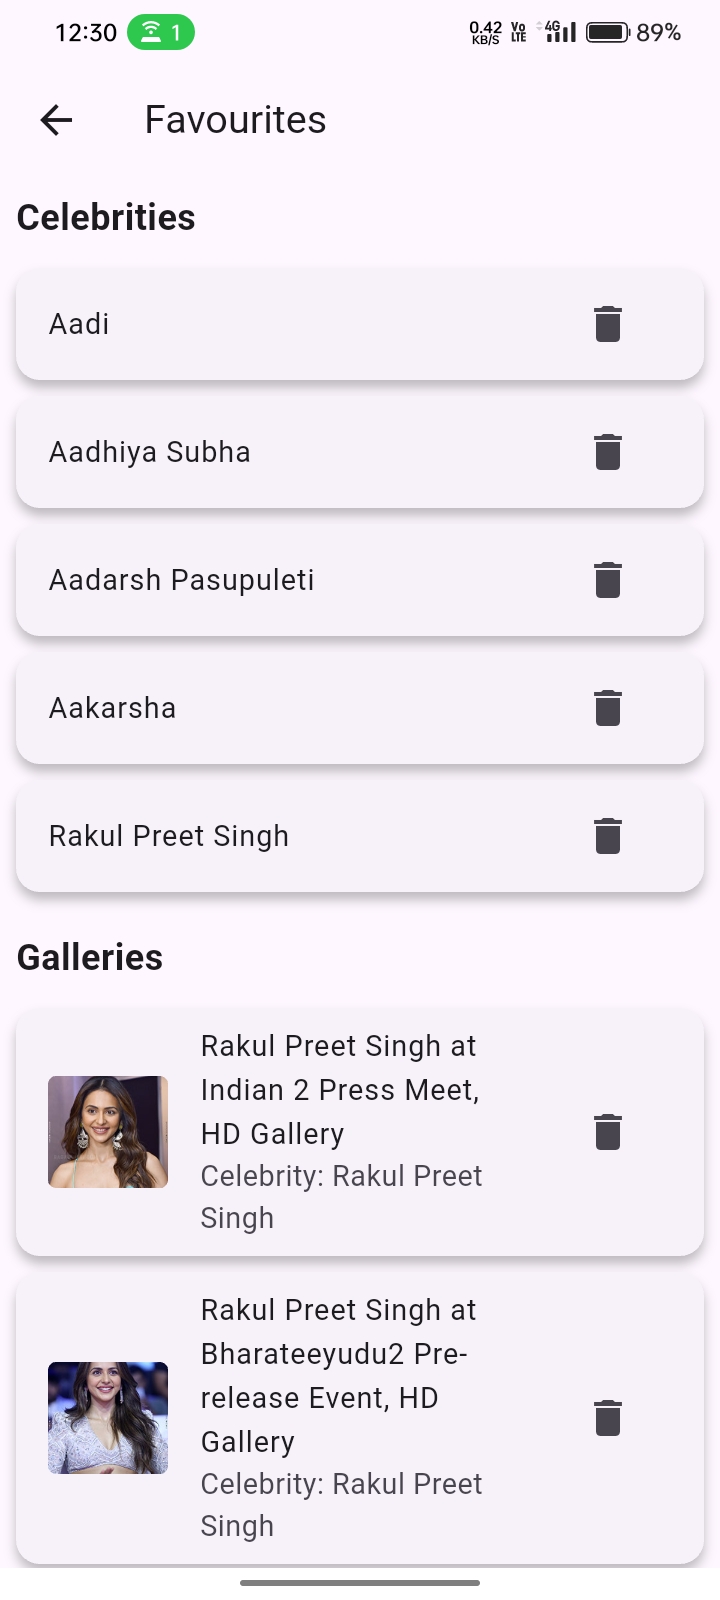 12:30 1 0.42 KB/S Vo LTE 4G 89%
Favourites
Celebrities
Aadi
Aadhiya Subha
Aadarsh Pasupuleti
Aakarsha
Rakul Preet Singh
Galleries
Rakul Preet Singh at
Indian 2 Press Meet,
HD Gallery
Celebrity: Rakul Preet
Singh
Rakul Preet Singh at
Bharateeyudu2 Pre-
release Event, HD
Gallery
Celebrity: Rakul Preet
Singh